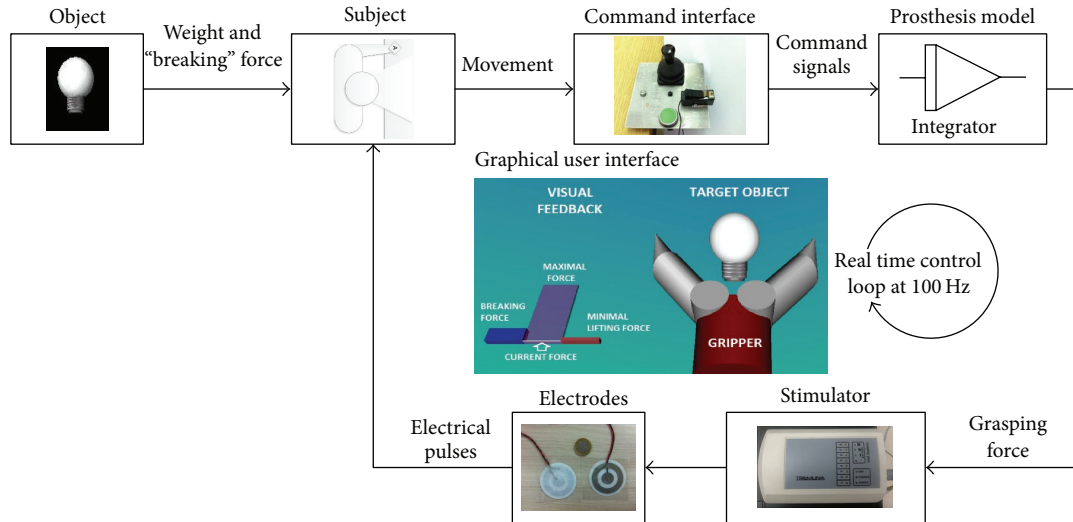 Object
Subject
Command interface
Prosthesis model
Weight and
"breaking" force
Movement
Command
signals
Integrator
Graphical user interface
VISUAL
FEEDBACK
TARGET OBJECT
MAXIMAL
FORCE
BREAKING
FORCE
MINIMAL
LIFTING FORCE
CURRENT FORCE
GRIPPER
Real time control
loop at 100 Hz
Electrodes
Stimulator
Electrical
pulses
Grasping
force